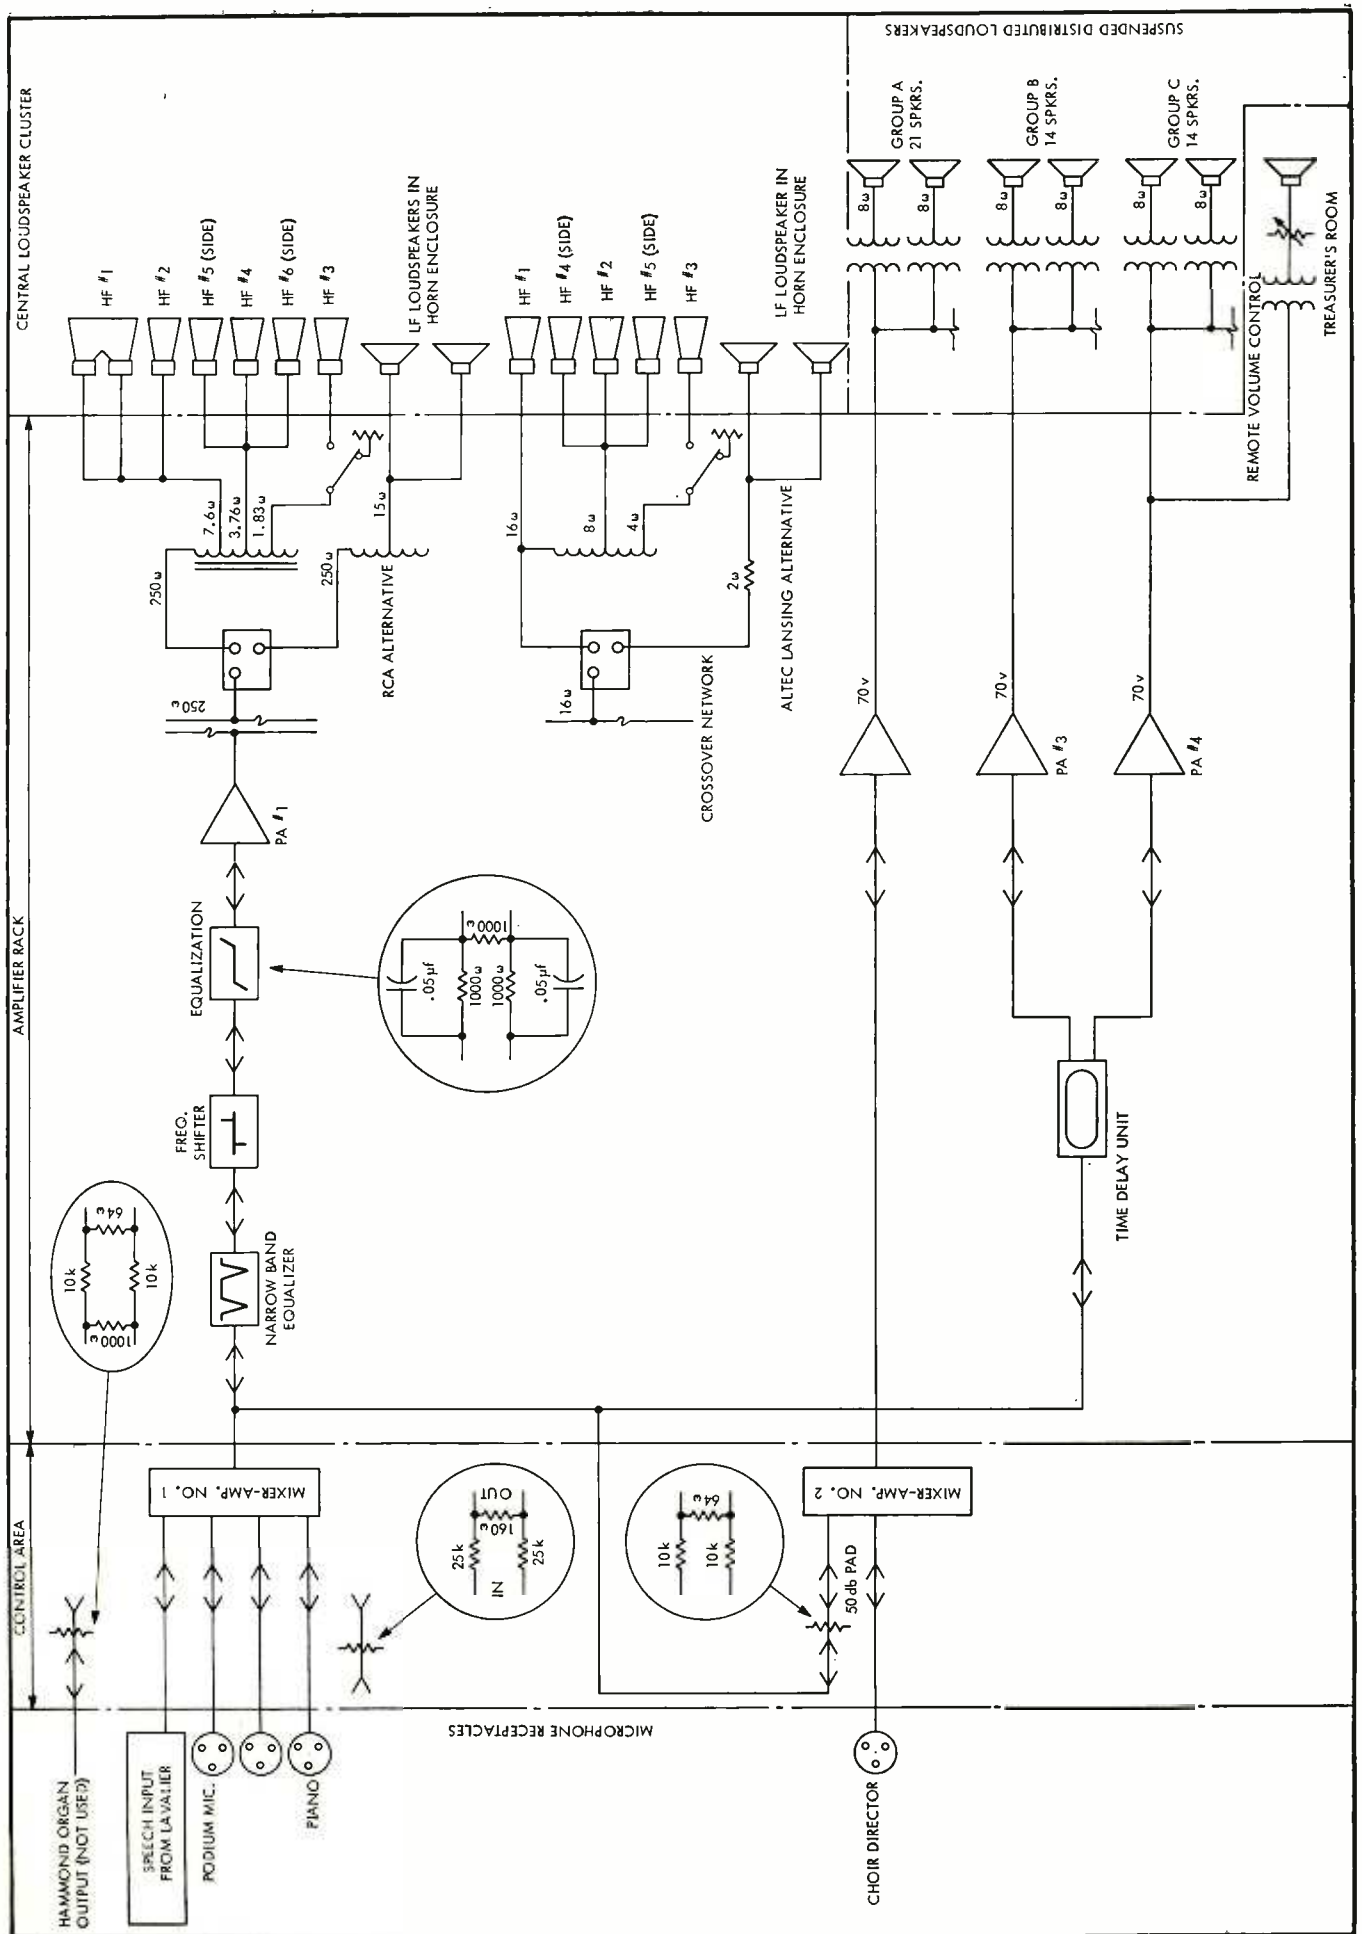 CONTROL AREA
AMPLIFIER RACK
CENTRAL LOUDSPEAKER CLUSTER
HAMMOND ORGAN
OUTPUT (NOT USED)
SPEECH INPUT
FROM LAVALIER
PODIUM MIC.
PIANO
MICROPHONE RECEPTACLES
CHOIR DIRECTOR
MIXER-AMP. NO. 1
25k
160ω
25k
IN
OUT
10k
64ω
10k
50db PAD
MIXER-AMP. NO. 2
10k
1000ω
64ω
10k
NARROW BAND
EQUALIZER
FREQ.
SHIFTER
EQUALIZATION
.05μf
1000ω
1000ω
1000ω
.05μf
PA #1
250ω
250ω
250ω
7.6ω
3.76ω
1.83ω
15ω
RCA ALTERNATIVE
HF #1
HF #2
HF #5 (SIDE)
HF #4
HF #6 (SIDE)
HF #3
LF LOUDSPEAKERS IN
HORN ENCLOSURE
16ω
16ω
8ω
4ω
2ω
CROSSOVER NETWORK
ALTEC LANSING ALTERNATIVE
HF #1
HF #4 (SIDE)
HF #2
HF #5 (SIDE)
HF #3
LF LOUDSPEAKER IN
HORN ENCLOSURE
TIME DELAY UNIT
70v
70v
PA #3
70v
PA #4
8ω
8ω
GROUP A
21 SPKRS.
8ω
8ω
GROUP B
14 SPKRS.
8ω
8ω
GROUP C
14 SPKRS.
SUSPENDED DISTRIBUTED LOUDSPEAKERS
REMOTE VOLUME CONTROL
TREASURER'S ROOM